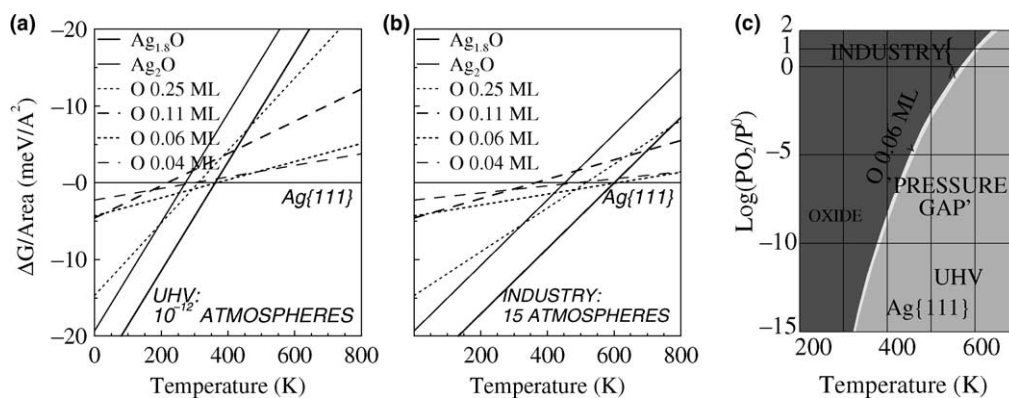 (a)
−20
−10
−0
−10
−20
ΔG/Area (meV/A²)
Ag₁.₈O
Ag₂O
O 0.25 ML
O 0.11 ML
O 0.06 ML
O 0.04 ML
Ag{111}
UHV:
10⁻¹² ATMOSPHERES
0 200 400 600 800
Temperature (K)
(b)
Ag₁.₈O
Ag₂O
O 0.25 ML
O 0.11 ML
O 0.06 ML
O 0.04 ML
Ag{111}
INDUSTRY:
15 ATMOSPHERES
200 400 600 800
Temperature (K)
(c)
2
1
0
−5
−10
−15
Log(PO₂/P⁰)
INDUSTRY{
O 0.06 ML
'PRESSURE
GAP'
OXIDE
UHV
Ag{111}
200 400 600
Temperature (K)